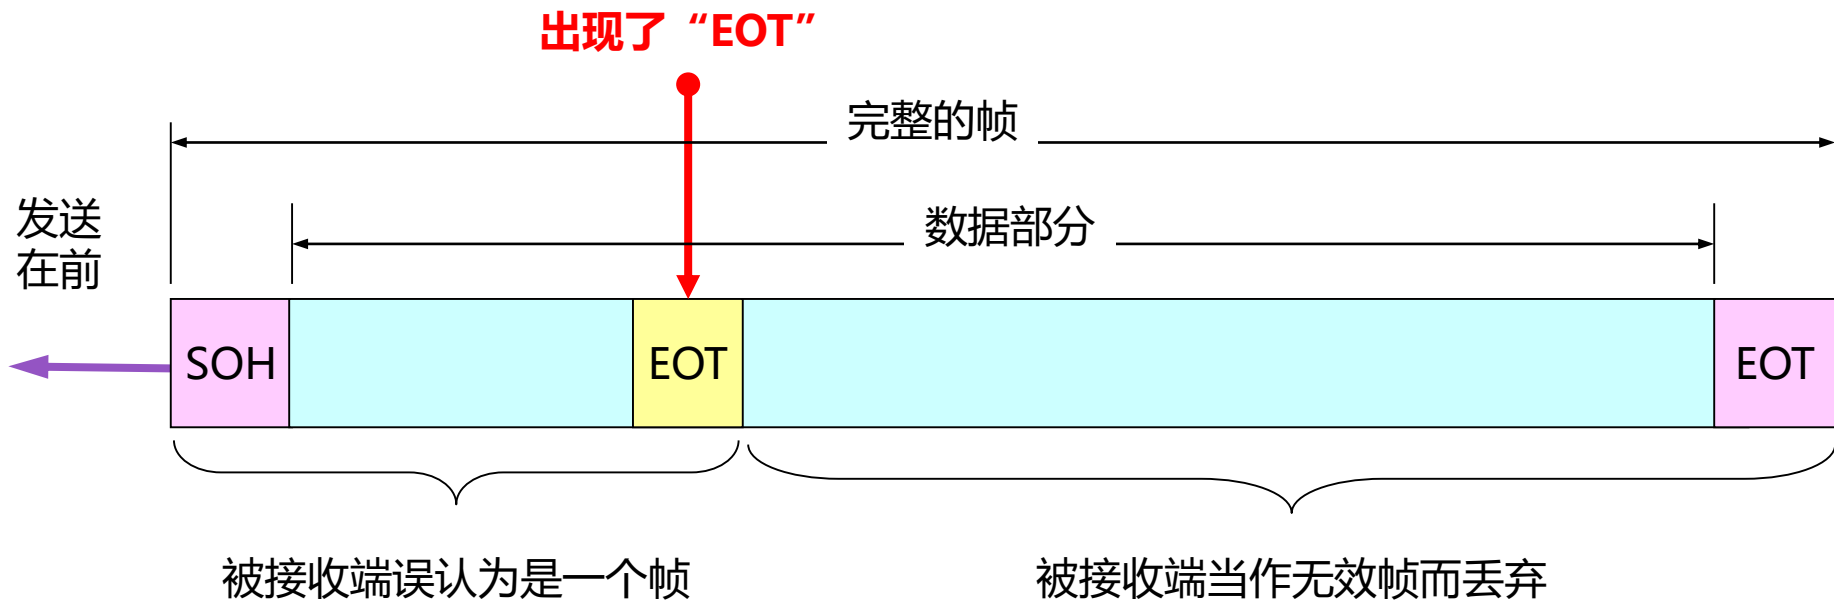 出现了“EOT”
完整的帧
发送
在前
数据部分
SOH
EOT
EOT
被接收端误认为是一个帧
被接收端当作无效帧而丢弃